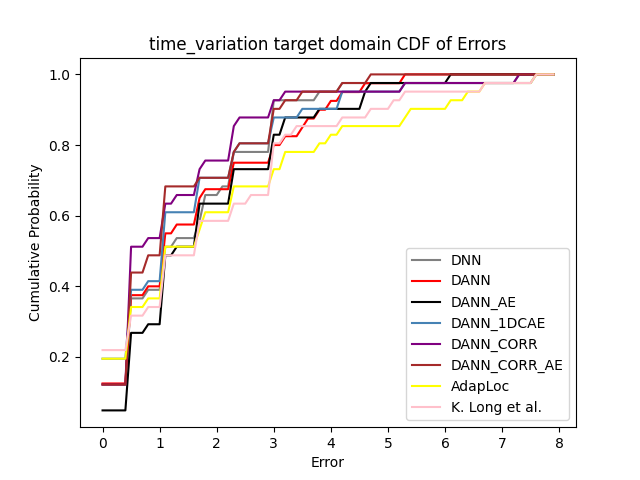 time_variation target domain CDF of Errors
Cumulative Probability
1.0
0.8
0.6
0.4
0.2
DNN
DANN
DANN_AE
DANN_1DCAE
DANN_CORR
DANN_CORR_AE
AdapLoc
K. Long et al.
0 1 2 3 4 5 6 7 8
Error